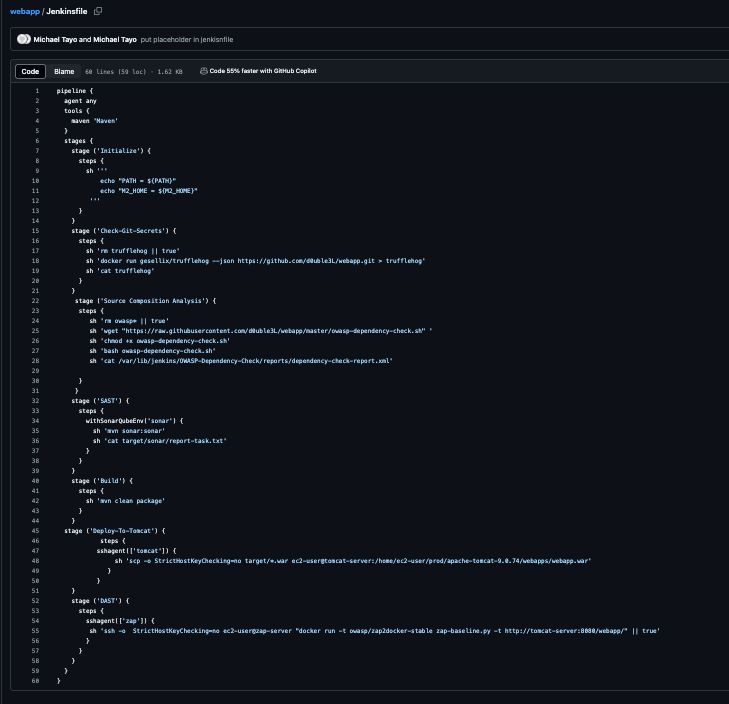 webapp / Jenkinsfile
Michael Tayo and Michael Tayo put placeholder in jenkisnfile
Code Blame 60 lines (59 loc) · 1.62 KB Code 55% faster with GitHub Copilot
1 pipeline {
2 agent any
3 tools {
4 maven 'Maven'
5 }
6 stages {
7 stage ('Initialize') {
8 steps {
9 sh '''
10 echo "PATH = ${PATH}"
11 echo "M2_HOME = ${M2_HOME}"
12 '''
13 }
14 }
15 stage ('Check-Git-Secrets') {
16 steps {
17 sh 'rm trufflehog || true'
18 sh 'docker run gesellix/trufflehog --json https://github.com/d0uble3L/webapp.git > trufflehog'
19 sh 'cat trufflehog'
20 }
21 }
22 stage ('Source Composition Analysis') {
23 steps {
24 sh 'rm owasp* || true'
25 sh 'wget "https://raw.githubusercontent.com/d0uble3L/webapp/master/owasp-dependency-check.sh" '
26 sh 'chmod +x owasp-dependency-check.sh'
27 sh 'bash owasp-dependency-check.sh'
28 sh 'cat /var/lib/jenkins/OWASP-Dependency-Check/reports/dependency-check-report.xml'
29
30 }
31 }
32 stage ('SAST') {
33 steps {
34 withSonarQubeEnv('sonar') {
35 sh 'mvn sonar:sonar'
36 sh 'cat target/sonar/report-task.txt'
37 }
38 }
39 }
40 stage ('Build') {
41 steps {
42 sh 'mvn clean package'
43 }
44 }
45 stage ('Deploy-To-Tomcat') {
46 steps {
47 sshagent(['tomcat']) {
48 sh 'scp -o StrictHostKeyChecking=no target/*.war ec2-user@tomcat-server:/home/ec2-user/prod/apache-tomcat-9.0.74/webapps/webapp.war'
49 }
50 }
51 }
52 stage ('DAST') {
53 steps {
54 sshagent(['zap']) {
55 sh 'ssh -o StrictHostKeyChecking=no ec2-user@zap-server "docker run -t owasp/zap2docker-stable zap-baseline.py -t http://tomcat-server:8080/webapp/" || true'
56 }
57 }
58 }
59 }
60 }